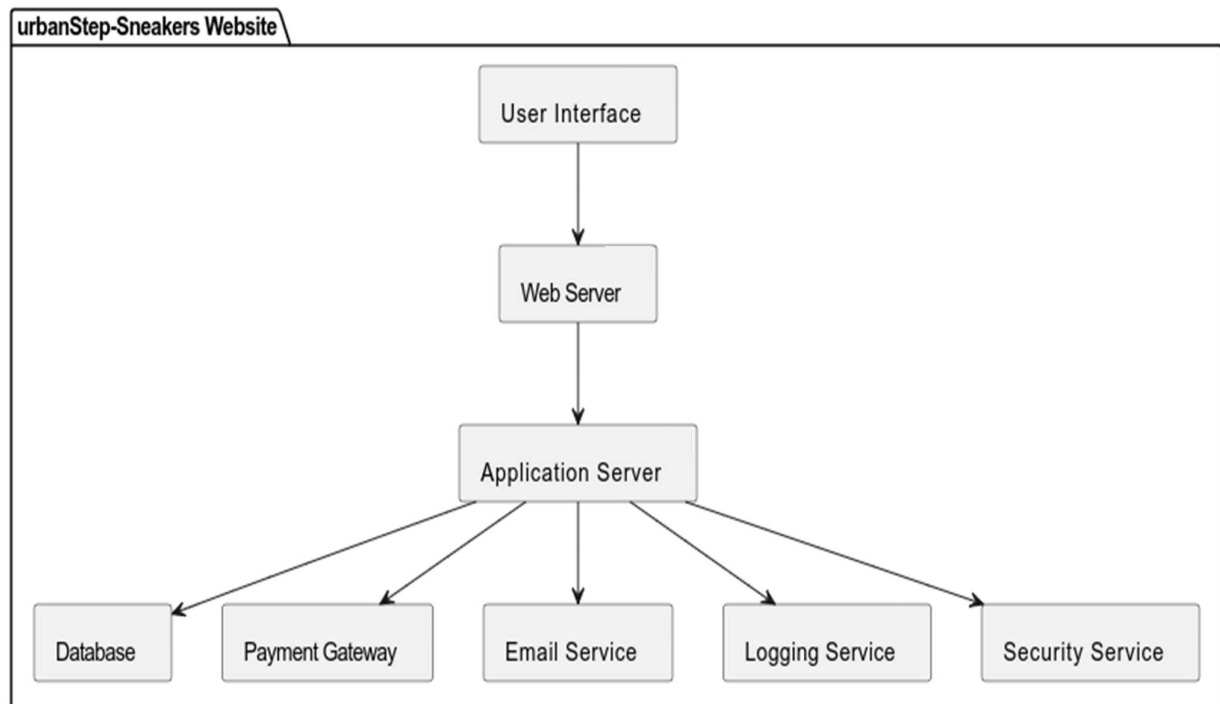 urbanStep-Sneakers Website
User Interface
Web Server
Application Server
Database
Payment Gateway
Email Service
Logging Service
Security Service